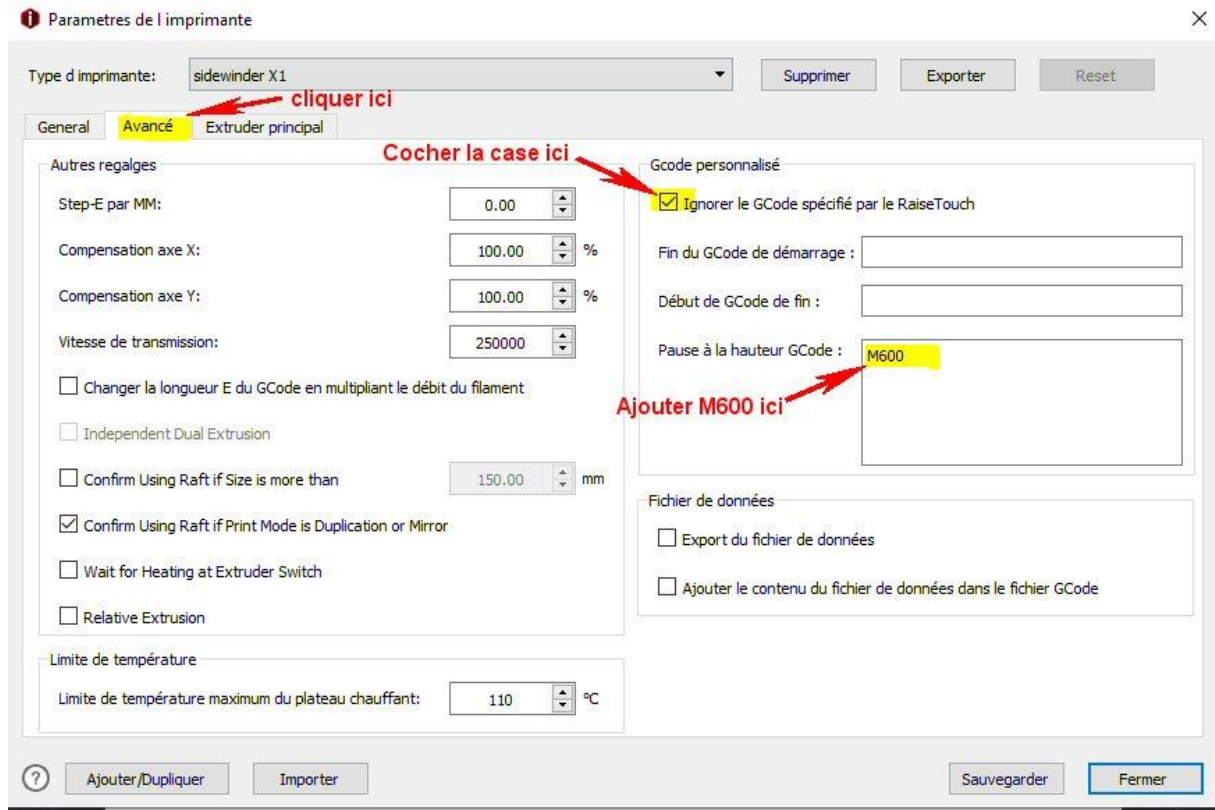 Parametres de l imprimante
Type d imprimante: sidewinder X1 Supprimer Exporter Reset
cliquer ici
General Avancé Extruder principal
Cocher la case ici
Autres regalges
Step-E par MM: 0.00
Compensation axe X: 100.00 %
Compensation axe Y: 100.00 %
Vitesse de transmission: 250000
Changer la longueur E du GCode en multipliant le débit du filament
Independent Dual Extrusion
Confirm Using Raft if Size is more than 150.00 mm
Confirm Using Raft if Print Mode is Duplication or Mirror
Wait for Heating at Extruder Switch
Relative Extrusion
Limite de température
Limite de température maximum du plateau chauffant: 110 °C
Gcode personnalisé
Ignorer le GCode spécifié par le RaiseTouch
Fin du GCode de démarrage :
Début de GCode de fin :
Pause à la hauteur GCode : M600
Ajouter M600 ici
Fichier de données
Export du fichier de données
Ajouter le contenu du fichier de données dans le fichier GCode
? Ajouter/Dupliquer Importer Sauvegarder Fermer